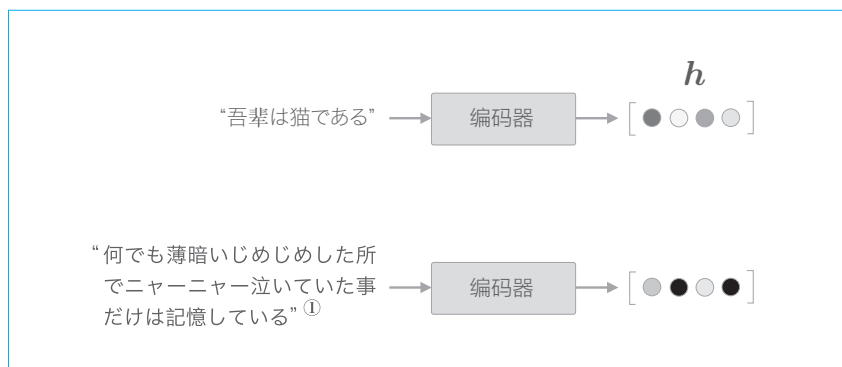 h
“吾輩は猫である”
编码器
“何でも薄暗いじめじめした所
でニャーニャー泣いていた事
だけは記憶している”①
编码器